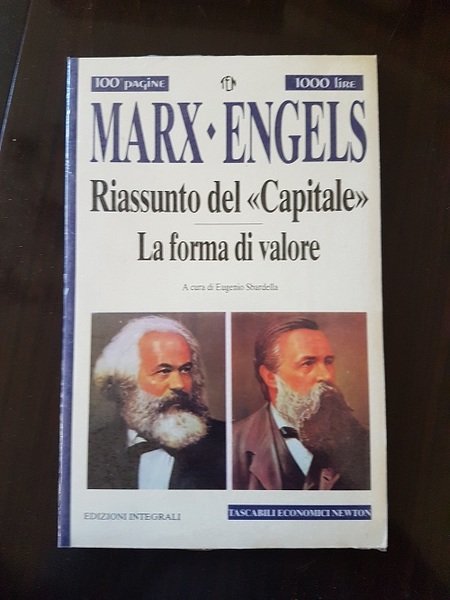 100 pagine
TEN
1000 lire
MARX · ENGELS
Riassunto del «Capitale»
La forma di valore
A cura di Eugenio Sbardella
EDIZIONI INTEGRALI
TASCABILI ECONOMICI NEWTON